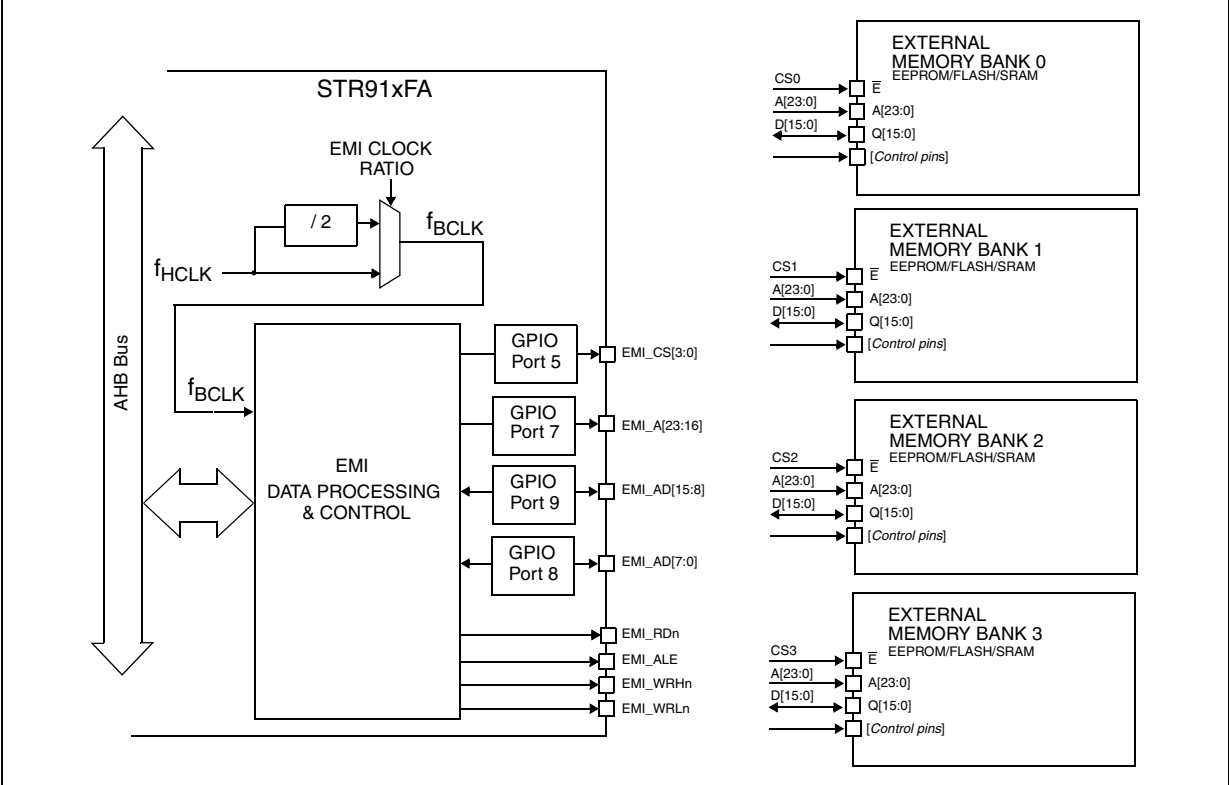 STR91xFA
EMI CLOCK
RATIO
/ 2
fBCLK
fHCLK
AHB Bus
fBCLK
EMI
DATA PROCESSING
& CONTROL
GPIO
Port 5
EMI_CS[3:0]
GPIO
Port 7
EMI_A[23:16]
GPIO
Port 9
EMI_AD[15:8]
GPIO
Port 8
EMI_AD[7:0]
EMI_RDn
EMI_ALE
EMI_WRHn
EMI_WRLn
EXTERNAL
MEMORY BANK 0
EEPROM/FLASH/SRAM
CS0
E̅
A[23:0]
A[23:0]
D[15:0]
Q[15:0]
[Control pins]
EXTERNAL
MEMORY BANK 1
EEPROM/FLASH/SRAM
CS1
E̅
A[23:0]
A[23:0]
D[15:0]
Q[15:0]
[Control pins]
EXTERNAL
MEMORY BANK 2
EEPROM/FLASH/SRAM
CS2
E̅
A[23:0]
A[23:0]
D[15:0]
Q[15:0]
[Control pins]
EXTERNAL
MEMORY BANK 3
EEPROM/FLASH/SRAM
CS3
E̅
A[23:0]
A[23:0]
D[15:0]
Q[15:0]
[Control pins]